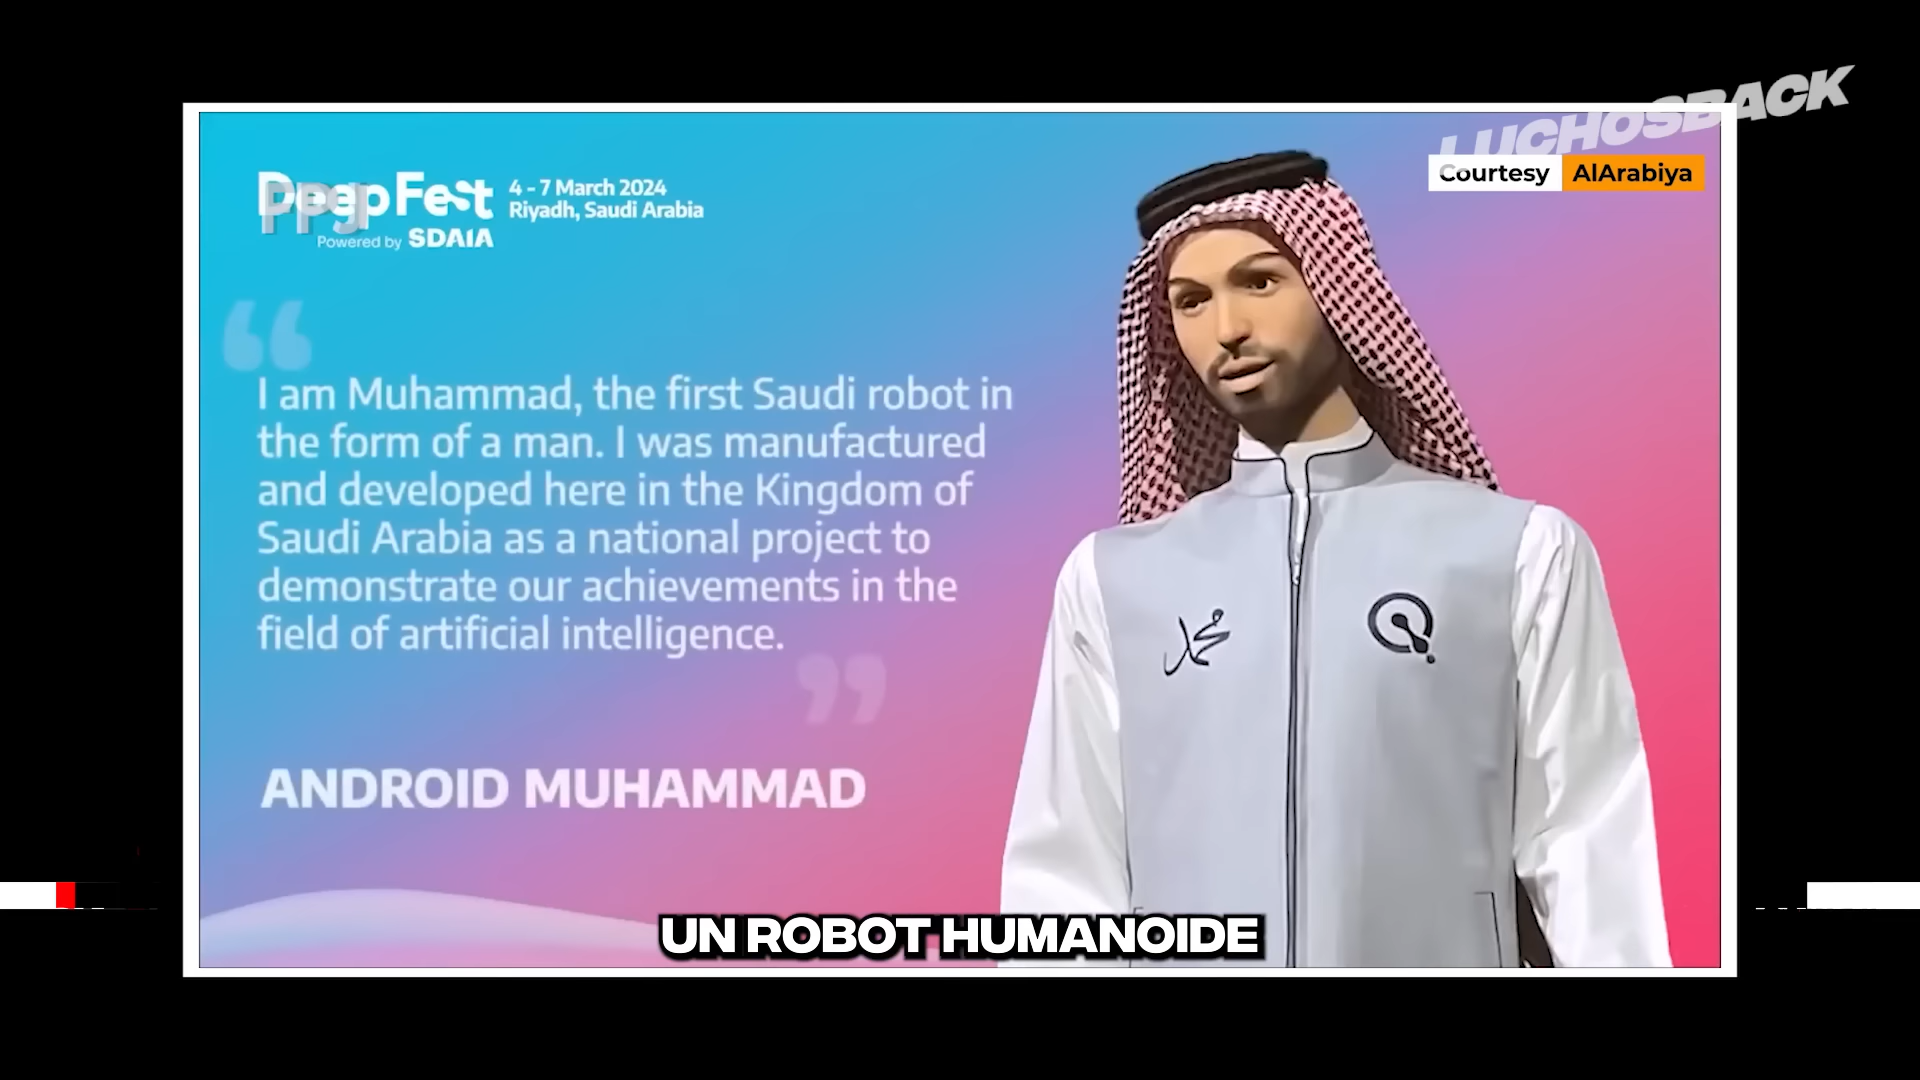 LUCHOSBACK
Courtesy AlArabiya
DeepFest
4 - 7 March 2024
Riyadh, Saudi Arabia
Powered by SDAIA
“
I am Muhammad, the first Saudi robot in
the form of a man. I was manufactured
and developed here in the Kingdom of
Saudi Arabia as a national project to
demonstrate our achievements in the
field of artificial intelligence.
”
ANDROID MUHAMMAD
محمد
UN ROBOT HUMANOIDE